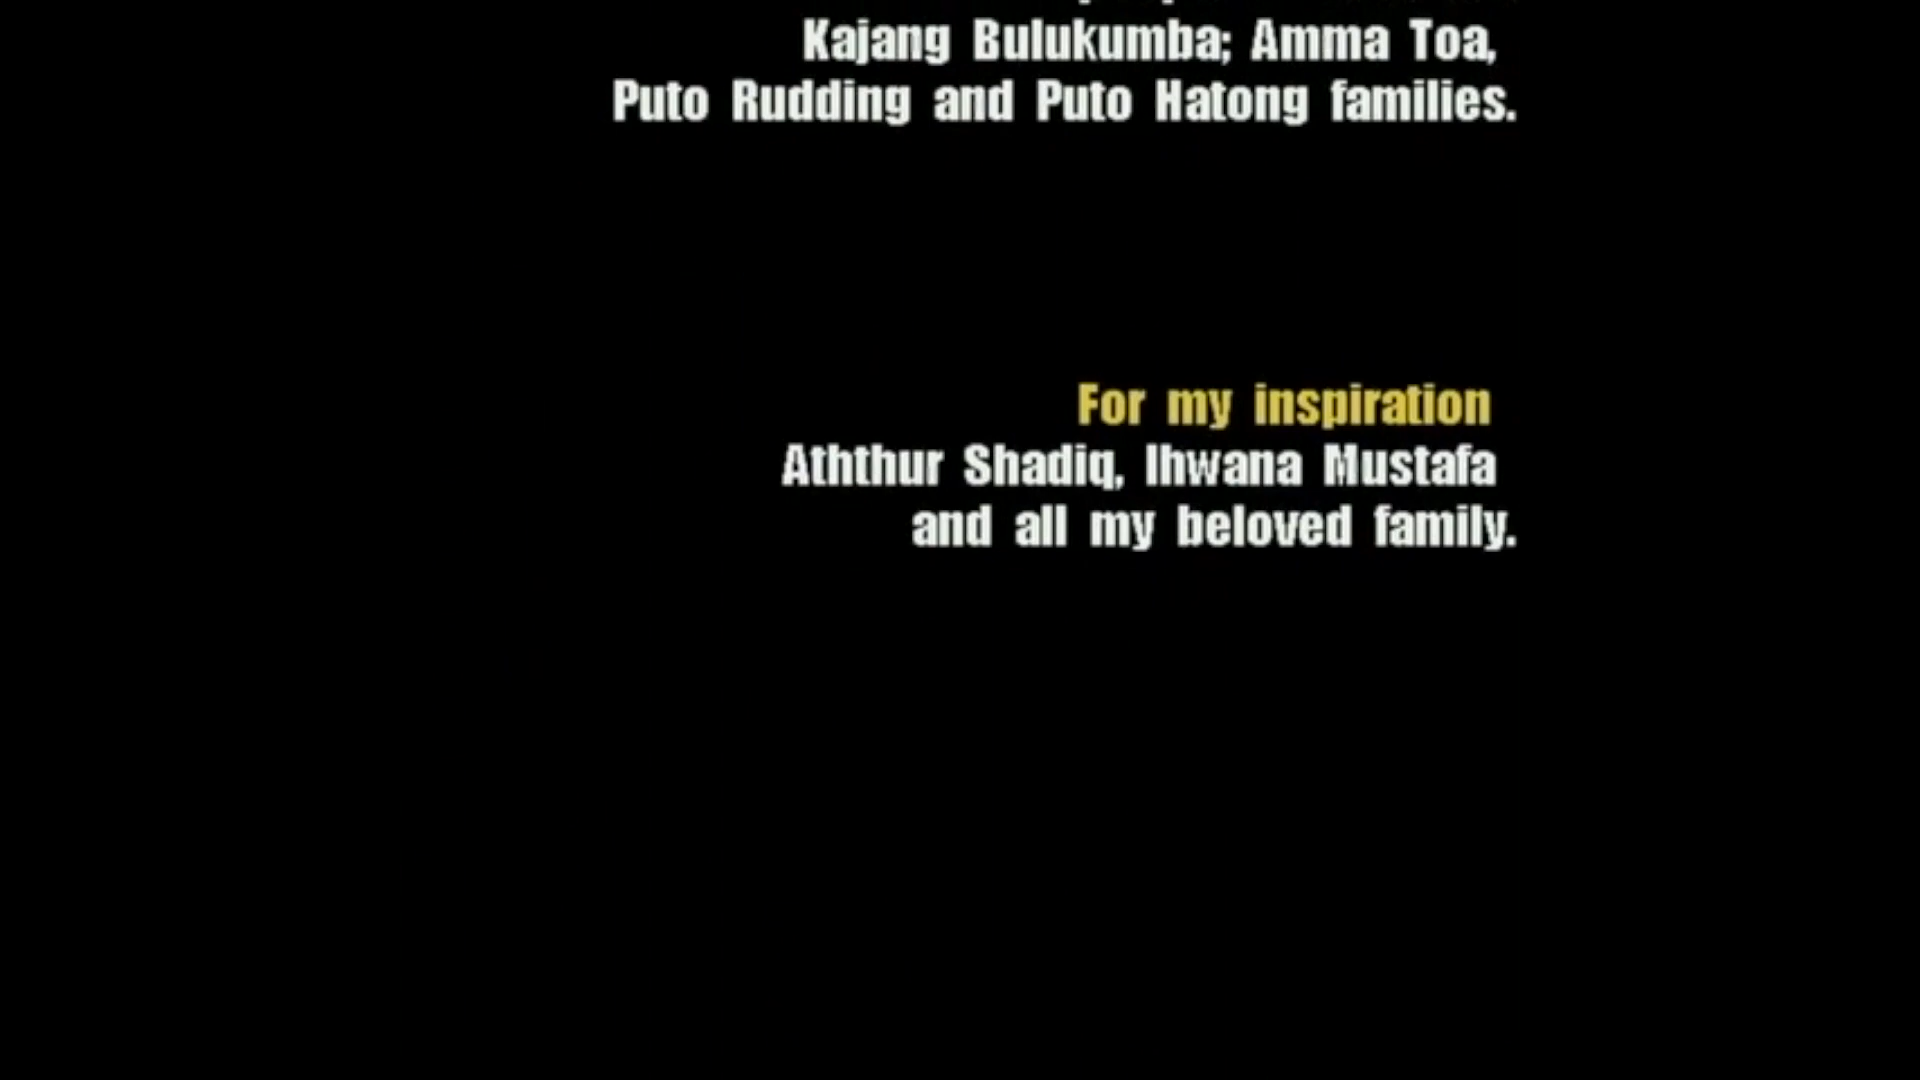 Kajang Bulukumba; Amma Toa,
Puto Rudding and Puto Hatong families.
For my inspiration
Aththur Shadiq, Ihwana Mustafa
and all my beloved family.